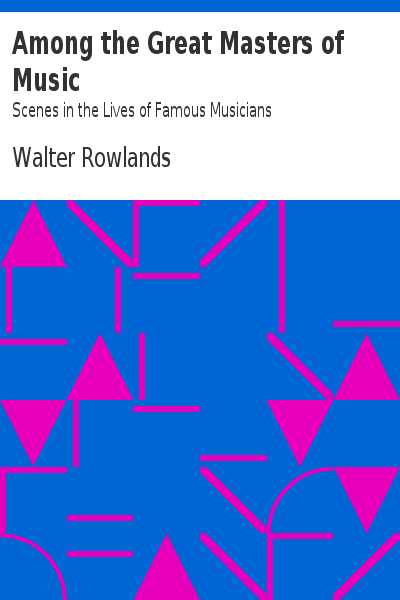 Among the Great Masters of
Music
Scenes in the Lives of Famous Musicians
Walter Rowlands